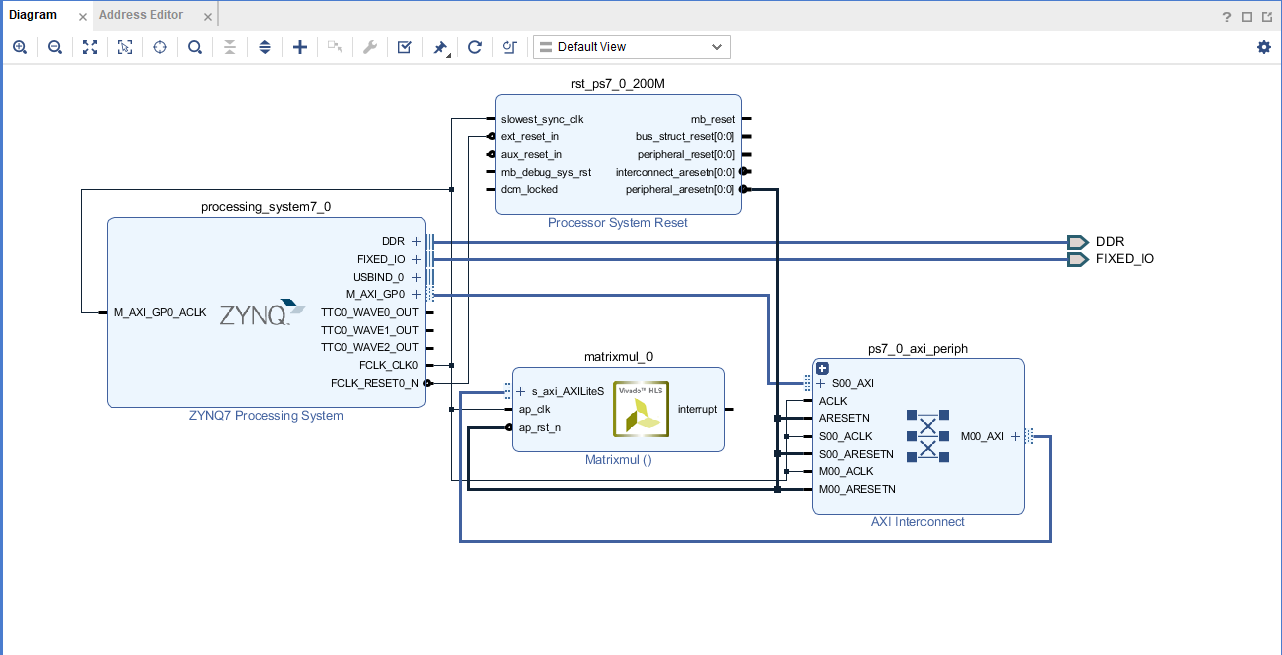 Diagram
Address Editor
Default View
rst_ps7_0_200M
slowest_sync_clk
ext_reset_in
aux_reset_in
mb_debug_sys_rst
dcm_locked
mb_reset
bus_struct_reset[0:0]
peripheral_reset[0:0]
interconnect_aresetn[0:0]
peripheral_aresetn[0:0]
Processor System Reset
processing_system7_0
M_AXI_GP0_ACLK
ZYNQ
DDR
FIXED_IO
USBIND_0
M_AXI_GP0
TTC0_WAVE0_OUT
TTC0_WAVE1_OUT
TTC0_WAVE2_OUT
FCLK_CLK0
FCLK_RESET0_N
ZYNQ7 Processing System
DDR
FIXED_IO
matrixmul_0
s_axi_AXILiteS
ap_clk
ap_rst_n
Vivado™ HLS
interrupt
Matrixmul ()
ps7_0_axi_periph
S00_AXI
ACLK
ARESETN
S00_ACLK
S00_ARESETN
M00_ACLK
M00_ARESETN
M00_AXI
AXI Interconnect